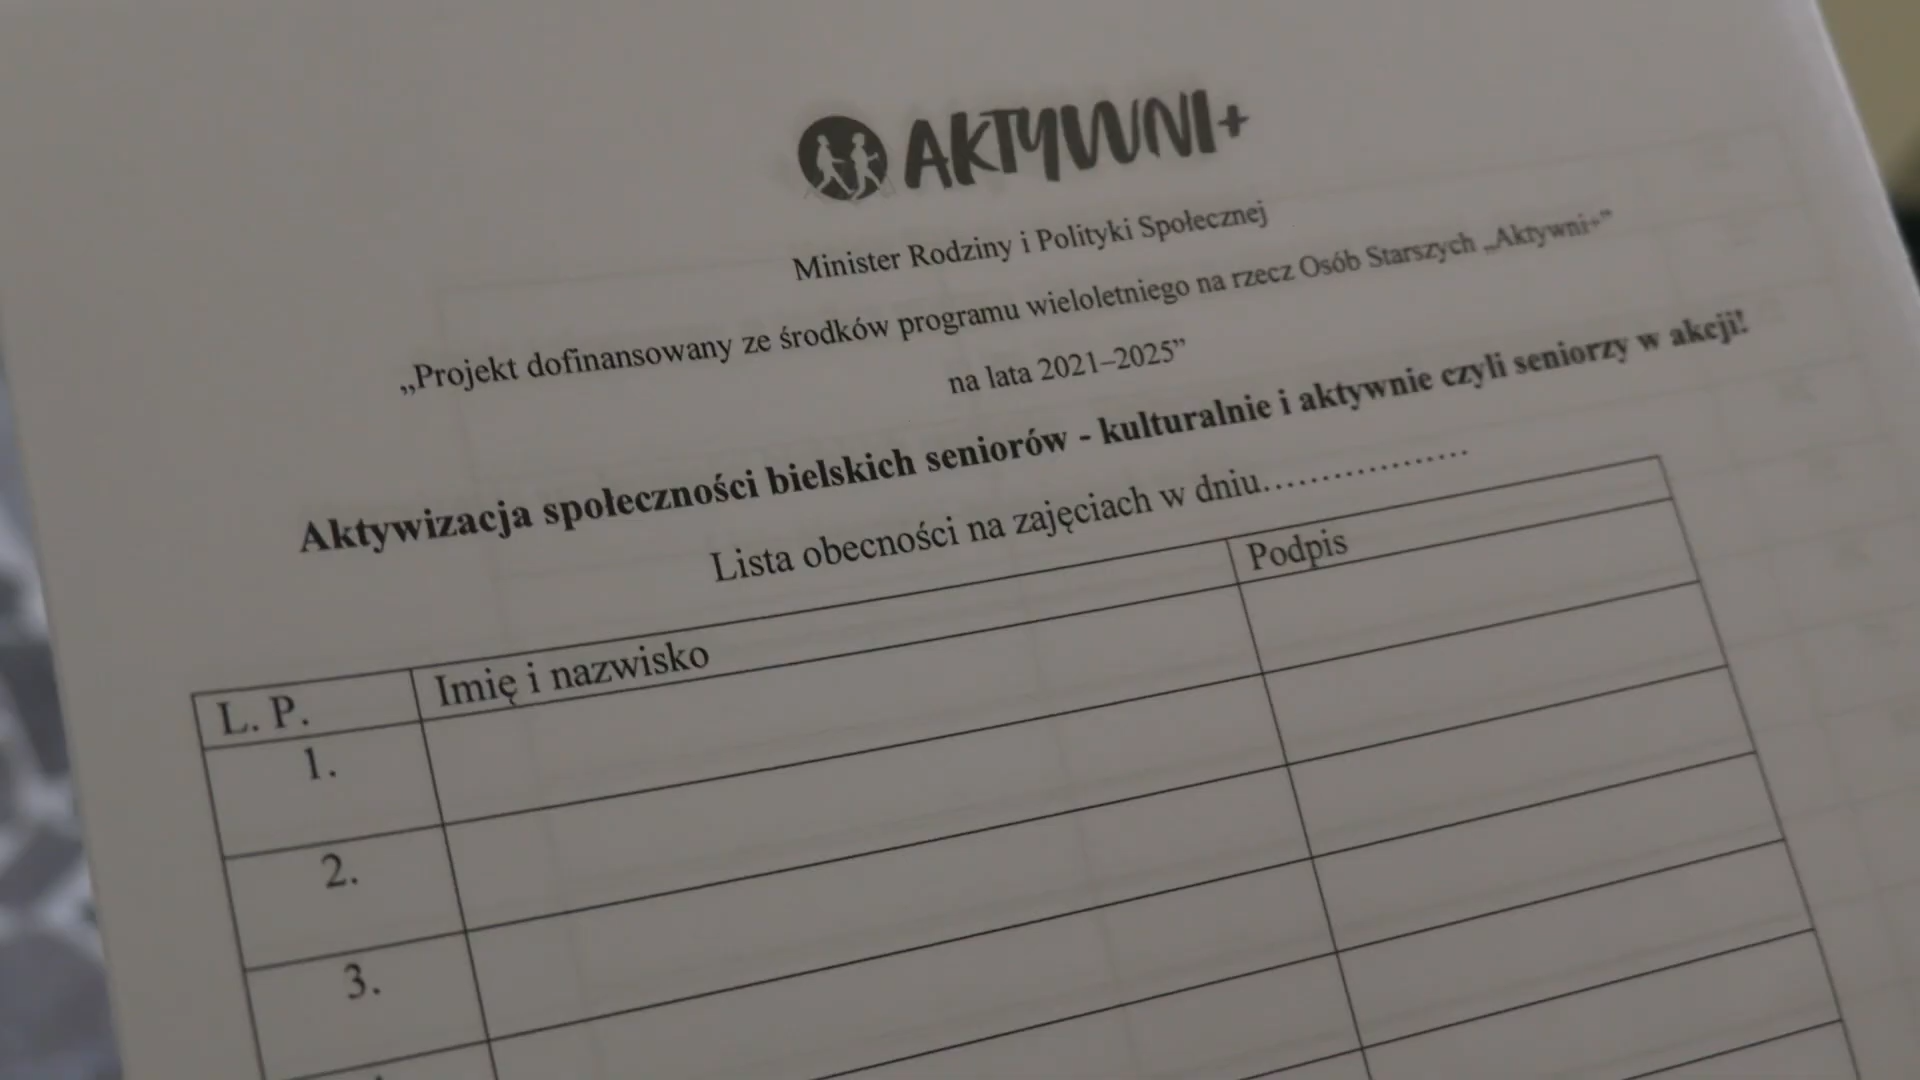 AKTYWNI+
Minister Rodziny i Polityki Społecznej
„Projekt dofinansowany ze środków programu wieloletniego na rzecz Osób Starszych „Aktywni+”
na lata 2021–2025”
Aktywizacja społeczności bielskich seniorów - kulturalnie i aktywnie czyli seniorzy w akcji!
Lista obecności na zajęciach w dniu..................
L. P. Imię i nazwisko Podpis
1.
2.
3.